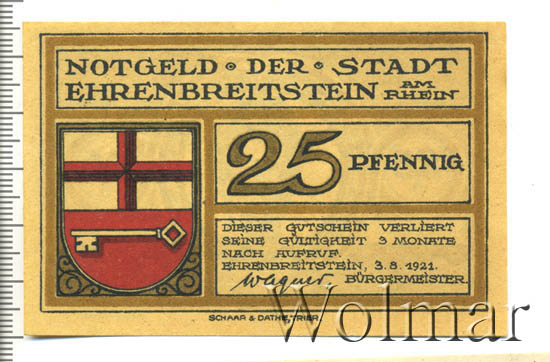 NOTGELD · DER · STADT
EHRENBREITSTEIN AM RHEIN
25 PFENNIG
DIESER GUTSCHEIN VERLIERT
SEINE GÜLTIGKEIT 3 MONATE
NACH AUFRUF.
EHRENBREITSTEIN, 3.8.1921.
Wagner. BÜRGERMEISTER.
SCHAAR & DATHE, TRIER.
Wolmar